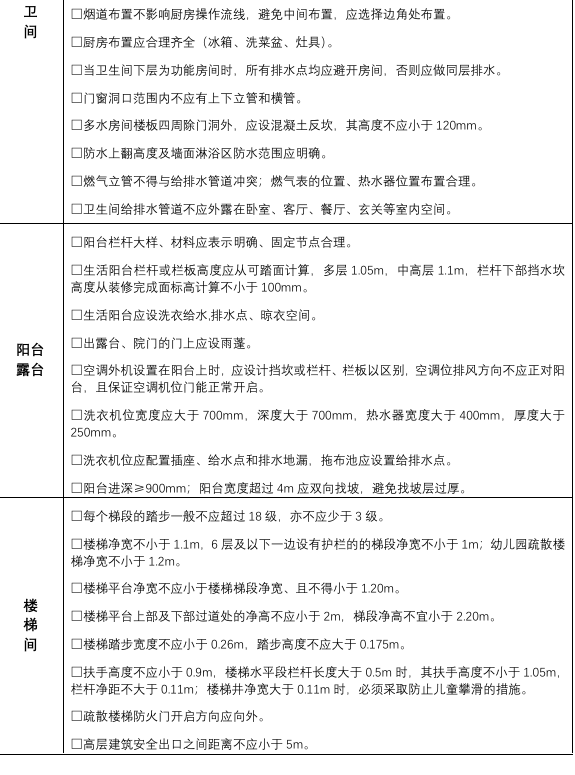 卫
间
□烟道布置不影响厨房操作流线，避免中间布置，应选择边角处布置。
□厨房布置应合理齐全（冰箱、洗菜盆、灶具）。
□当卫生间下层为功能房间时，所有排水点均应避开房间，否则应做同层排水。
□门窗洞口范围内不应有上下立管和横管。
□多水房间楼板四周除门洞外，应设混凝土反坎，其高度不应小于 120mm。
□防水上翻高度及墙面淋浴区防水范围应明确。
□燃气立管不得与给排水管道冲突；燃气表的位置、热水器位置布置合理。
□卫生间给排水管道不应外露在卧室、客厅、餐厅、玄关等室内空间。
阳台
露台
□阳台栏杆大样、材料应表示明确、固定节点合理。
□生活阳台栏杆或栏板高度应从可踏面计算，多层 1.05m，中高层 1.1m，栏杆下部挡水坎
高度从装修完成面标高计算不小于 100mm。
□生活阳台应设洗衣给水,排水点、晾衣空间。
□出露台、院门的门上应设雨蓬。
□空调外机设置在阳台上时，应设计挡坎或栏杆、栏板以区别，空调位排风方向不应正对阳
台，且保证空调机位门能正常开启。
□洗衣机位宽度应大于 700mm，深度大于 700mm，热水器宽度大于 400mm，厚度大于
250mm。
□洗衣机位应配置插座、给水点和排水地漏，拖布池应设置给排水点。
□阳台进深≥900mm；阳台宽度超过 4m 应双向找坡，避免找坡层过厚。
楼
梯
间
□每个梯段的踏步一般不应超过 18 级，亦不应少于 3 级。
□楼梯净宽不小于 1.1m，6 层及以下一边设有护栏的的梯段净宽不小于 1m；幼儿园疏散楼
梯净宽不小于 1.2m。
□楼梯平台净宽不应小于楼梯梯段净宽、且不得小于 1.20m。
□楼梯平台上部及下部过道处的净高不应小于 2m，梯段净高不宜小于 2.20m。
□楼梯踏步宽度不应小于 0.26m，踏步高度不应大于 0.175m。
□扶手高度不应小于 0.9m，楼梯水平段栏杆长度大于 0.5m 时，其扶手高度不小于 1.05m，
栏杆净距不大于 0.11m；楼梯井净宽大于 0.11m 时，必须采取防止儿童攀滑的措施。
□疏散楼梯防火门开启方向应向外。
□高层建筑安全出口之间距离不应小于 5m。